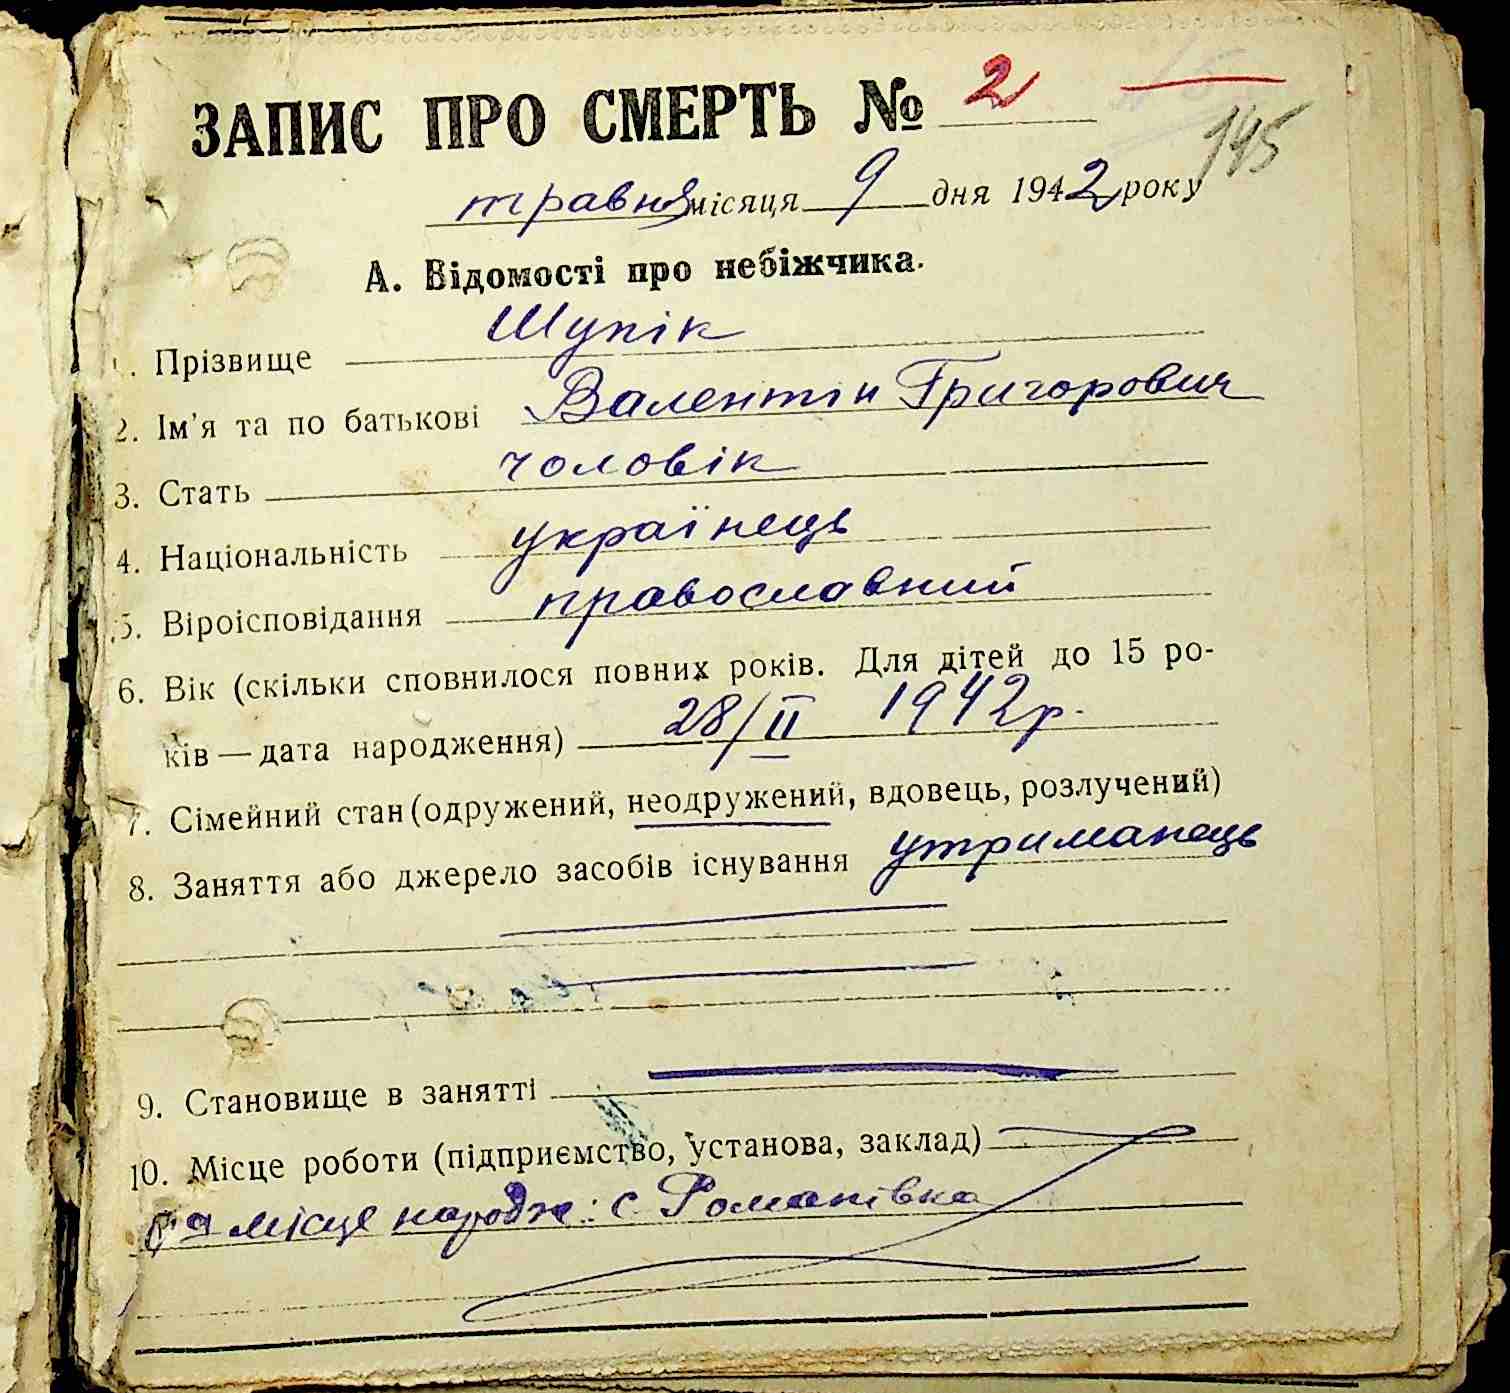 ЗАПИС ПРО СМЕРТЬ № 2
145
травня місяця 9 дня 1942 року
А. Відомості про небіжчика.
1. Прізвище Шупік
2. Ім'я та по батькові Валентін Григорович
3. Стать чоловік
4. Національність українець
5. Віроісповідання православний
6. Вік (скільки сповнилося повних років. Для дітей до 15 ро-
ків — дата народження) 28/II 1942 р.
7. Сімейний стан (одружений, неодружений, вдовець, розлучений)
8. Заняття або джерело засобів існування утриманець
9. Становище в занятті
10. Місце роботи (підприємство, установа, заклад)
місце народж: с Романівка